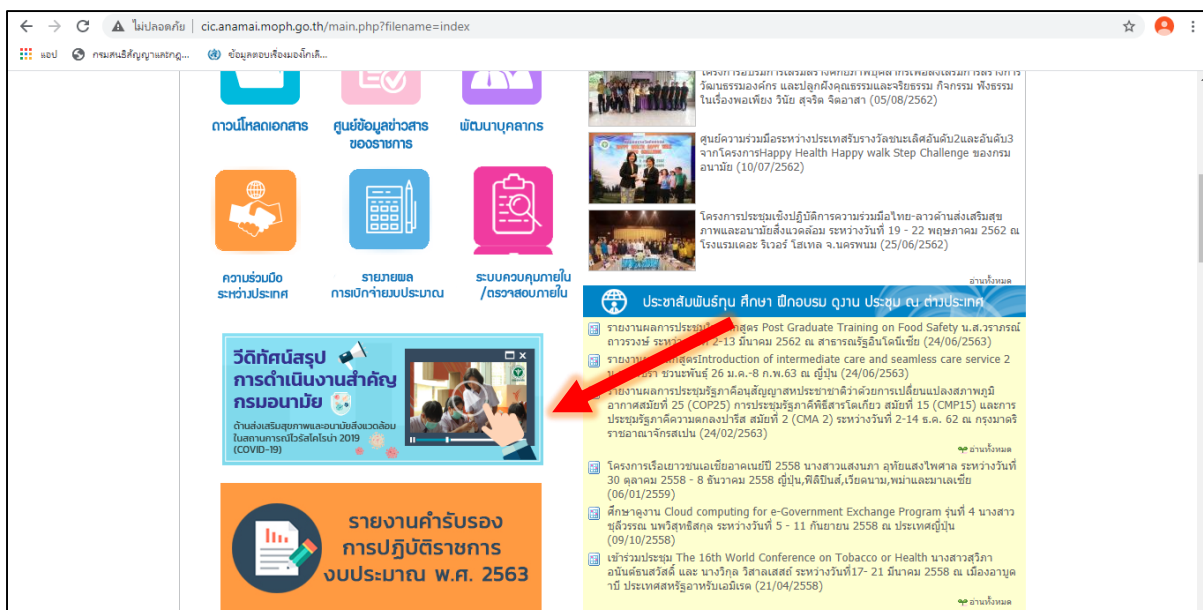 ไม่ปลอดภัย | cic.anamai.moph.go.th/main.php?filename=index
แอป กรมสนธิสัญญาและกฎ... ข้อมูลตอบเรื่องมองโกเลี...
ดาวน์โหลดเอกสาร
ศูนย์ข้อมูลข่าวสาร
ของราชการ
พัฒนาบุคลากร
ความร่วมมือ
ระหว่างประเทศ
รายงายผล
การเบิกจ่ายงบประมาณ
ระบบควบคุมภายใน
/ตรวจสอบภายใน
วีดิทัศน์สรุป
การดำเนินงานสำคัญ
กรมอนามัย
ด้านส่งเสริมสุขภาพและอนามัยสิ่งแวดล้อม
ในสถานการณ์ไวรัสโคโรน่า 2019
(COVID-19)
รายงานคำรับรอง
การปฏิบัติราชการ
งบประมาณ พ.ศ. 2563
โครงการอบรมการเสริมสร้างศักยภาพบุคลากรเพื่อส่งเสริมการสร้างการ
วัฒนธรรมองค์กร และปลูกฝังคุณธรรมและจริยธรรม กิจกรรม ฟังธรรม
ในเรื่องพอเพียง วินัย สุจริต จิตอาสา (05/08/2562)
ศูนย์ความร่วมมือระหว่างประเทศรับรางวัลชนะเลิศอันดับ2และอันดับ3
จากโครงการHappy Health Happy walk Step Challenge ของกรม
อนามัย (10/07/2562)
โครงการประชุมเชิงปฏิบัติการความร่วมมือไทย-ลาวด้านส่งเสริมสุข
ภาพและอนามัยสิ่งแวดล้อม ระหว่างวันที่ 19 - 22 พฤษภาคม 2562 ณ
โรงแรมเดอะ ริเวอร์ โฮเทล จ.นครพนม (25/06/2562)
อ่านทั้งหมด
ประชาสัมพันธ์ทุน ศึกษา ฝึกอบรม ดูงาน ประชุม ณ ต่างประเทศ
รายงานผลการประชุม สูตร Post Graduate Training on Food Safety น.ส.วราภรณ์
ถาวรวงษ์ ระหว่าง 2-13 มีนาคม 2562 ณ สาธารณรัฐอินโดนีเซีย (24/06/2563)
รายงาน สูตรIntroduction of intermediate care and seamless care service 2
ชวนะพันธุ์ 26 ม.ค.-8 ก.พ.63 ณ ญี่ปุ่น (24/06/2563)
รายงานผลการประชุมรัฐภาคีอนุสัญญาสหประชาชาติว่าด้วยการเปลี่ยนแปลงสภาพภูมิ
อากาศสมัยที่ 25 (COP25) การประชุมรัฐภาคีพิธีสารโตเกียว สมัยที่ 15 (CMP15) และการ
ประชุมรัฐภาคีความตกลงปารีส สมัยที่ 2 (CMA 2) ระหว่างวันที่ 2-14 ธ.ค. 62 ณ กรุงมาดริ
ราชอาณาจักรสเปน (24/02/2563)
อ่านทั้งหมด
โครงการเรือเยาวชนเอเชียอาคเนย์ปี 2558 นางสาวแสงนภา อุทัยแสงไพศาล ระหว่างวันที่
30 ตุลาคม 2558 - 8 ธันวาคม 2558 ญี่ปุ่น,ฟิลิปินส์,เวียดนาม,พม่าและมาเลเซีย
(06/01/2559)
ศึกษาดูงาน Cloud computing for e-Government Exchange Program รุ่นที่ 4 นางสาว
ชุลีวรรณ นพวิสุทธิสกุล ระหว่างวันที่ 5 - 11 กันยายน 2558 ณ ประเทศญี่ปุ่น
(09/10/2558)
เข้าร่วมประชุม The 16th World Conference on Tobacco or Health นางสาวสุวิภา
อนันต์ธนสวัสดิ์ และ นางวิกุล วิสาลเสสถ์ ระหว่างวันที่17- 21 มีนาคม 2558 ณ เมืองอาบูด
าบี ประเทศสหรัฐอาหรับเอมิเรต (21/04/2558)
อ่านทั้งหมด